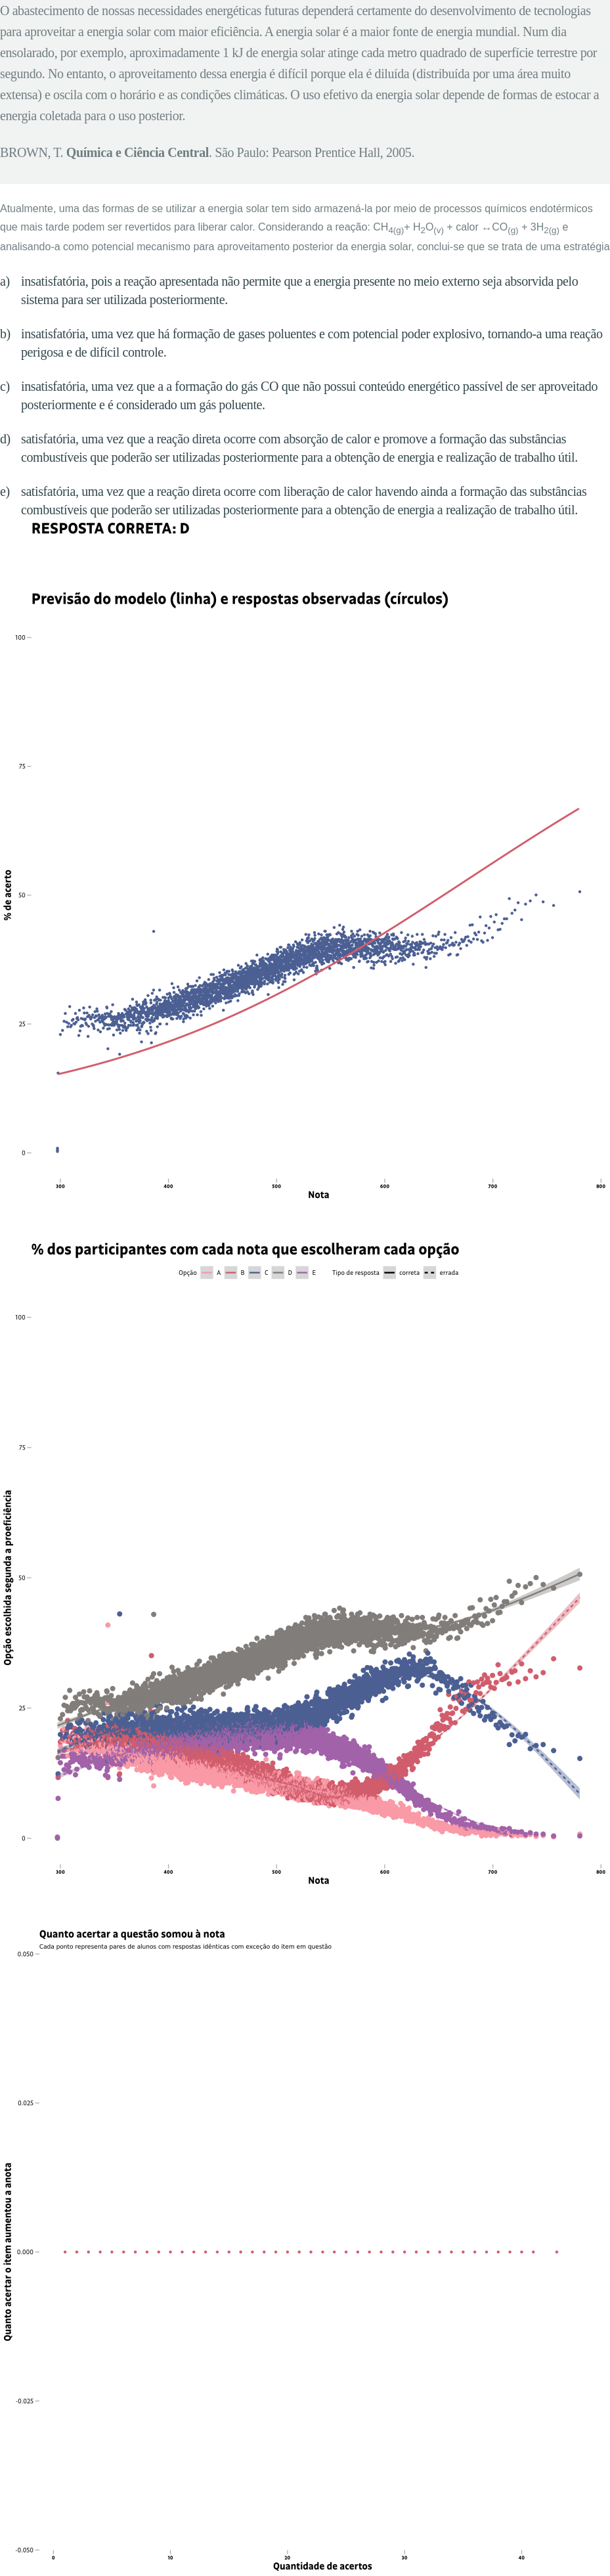 O abastecimento de nossas necessidades energéticas futuras dependerá certamente do desenvolvimento de tecnologias
para aproveitar a energia solar com maior eficiência. A energia solar é a maior fonte de energia mundial. Num dia
ensolarado, por exemplo, aproximadamente 1 kJ de energia solar atinge cada metro quadrado de superfície terrestre por
segundo. No entanto, o aproveitamento dessa energia é difícil porque ela é diluída (distribuída por uma área muito
extensa) e oscila com o horário e as condições climáticas. O uso efetivo da energia solar depende de formas de estocar a
energia coletada para o uso posterior.
BROWN, T. Química e Ciência Central. São Paulo: Pearson Prentice Hall, 2005.
Atualmente, uma das formas de se utilizar a energia solar tem sido armazená-la por meio de processos químicos endotérmicos
que mais tarde podem ser revertidos para liberar calor. Considerando a reação: CH4(g)+ H2O(v) + calor ↔CO(g) + 3H2(g) e
analisando-a como potencial mecanismo para aproveitamento posterior da energia solar, conclui-se que se trata de uma estratégia
a) insatisfatória, pois a reação apresentada não permite que a energia presente no meio externo seja absorvida pelo
sistema para ser utilizada posteriormente.
b) insatisfatória, uma vez que há formação de gases poluentes e com potencial poder explosivo, tornando-a uma reação
perigosa e de difícil controle.
c) insatisfatória, uma vez que a a formação do gás CO que não possui conteúdo energético passível de ser aproveitado
posteriormente e é considerado um gás poluente.
d) satisfatória, uma vez que a reação direta ocorre com absorção de calor e promove a formação das substâncias
combustíveis que poderão ser utilizadas posteriormente para a obtenção de energia e realização de trabalho útil.
e) satisfatória, uma vez que a reação direta ocorre com liberação de calor havendo ainda a formação das substâncias
combustíveis que poderão ser utilizadas posteriormente para a obtenção de energia a realização de trabalho útil.
RESPOSTA CORRETA: D
Previsão do modelo (linha) e respostas observadas (círculos)
100
75
50
25
0
% de acerto
300 400 500 600 700 800
Nota
% dos participantes com cada nota que escolheram cada opção
Opção A B C D E Tipo de resposta correta errada
100
75
50
25
0
Opção escolhida segunda a proeficiência
300 400 500 600 700 800
Nota
Quanto acertar a questão somou à nota
Cada ponto representa pares de alunos com respostas idênticas com exceção do item em questão
0.050
0.025
0.000
-0.025
-0.050
Quanto acertar o item aumentou a anota
0 10 20 30 40
Quantidade de acertos